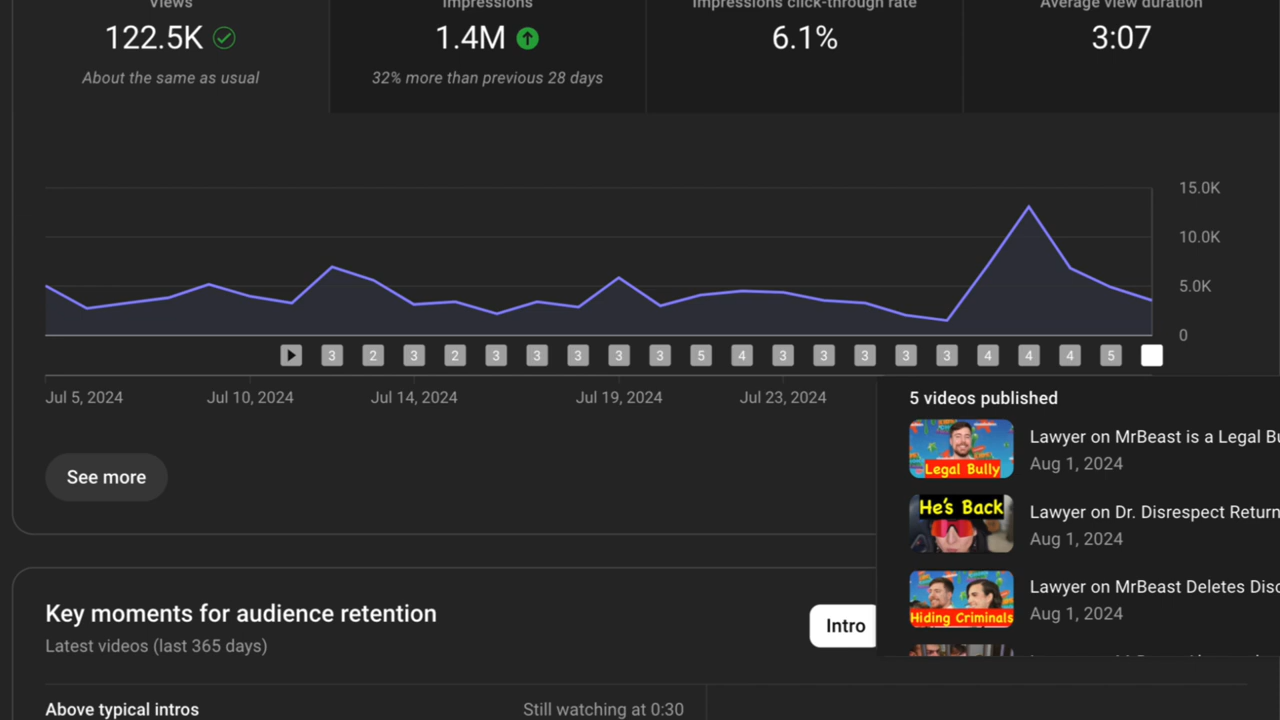 Views
Impressions
Impressions click-through rate
Average view duration
122.5K
1.4M
6.1%
3:07
About the same as usual
32% more than previous 28 days
15.0K
10.0K
5.0K
0
3 2 3 2 3 3 3 3 3 5 4 3 3 3 3 3 4 4 4 5
Jul 5, 2024
Jul 10, 2024
Jul 14, 2024
Jul 19, 2024
Jul 23, 2024
5 videos published
Legal Bully
Lawyer on MrBeast is a Legal Bu
Aug 1, 2024
He's Back
Lawyer on Dr. Disrespect Return
Aug 1, 2024
Hiding Criminals
Lawyer on MrBeast Deletes Disc
Aug 1, 2024
See more
Key moments for audience retention
Latest videos (last 365 days)
Intro
Above typical intros
Still watching at 0:30